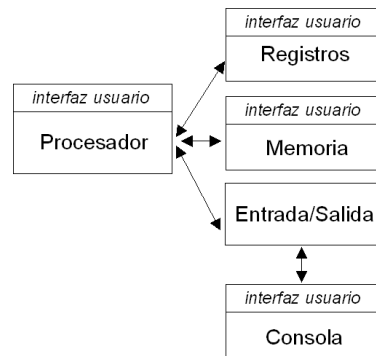 interfaz usuario
Procesador
interfaz usuario
Registros
interfaz usuario
Memoria
Entrada/Salida
interfaz usuario
Consola